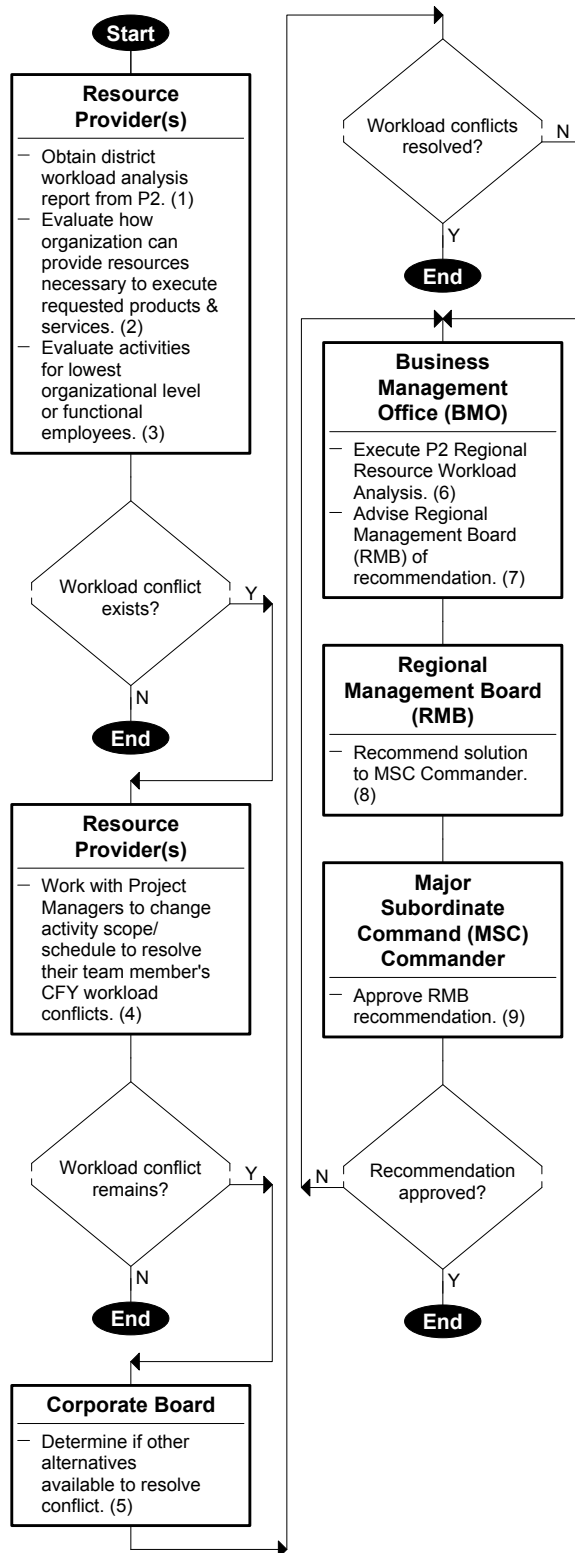 Start
Resource
Provider(s)
– Obtain district
workload analysis
report from P2. (1)
– Evaluate how
organization can
provide resources
necessary to execute
requested products &
services. (2)
– Evaluate activities
for lowest
organizational level
or functional
employees. (3)
Workload conflict
exists?
Y
N
End
Resource
Provider(s)
– Work with Project
Managers to change
activity scope/
schedule to resolve
their team member's
CFY workload
conflicts. (4)
Workload conflict
remains?
Y
N
End
Corporate Board
– Determine if other
alternatives
available to resolve
conflict. (5)
Workload conflicts
resolved?
N
Y
End
Business
Management
Office (BMO)
– Execute P2 Regional
Resource Workload
Analysis. (6)
– Advise Regional
Management Board
(RMB) of
recommendation. (7)
Regional
Management Board
(RMB)
– Recommend solution
to MSC Commander.
(8)
Major
Subordinate
Command (MSC)
Commander
– Approve RMB
recommendation. (9)
Recommendation
approved?
N
Y
End